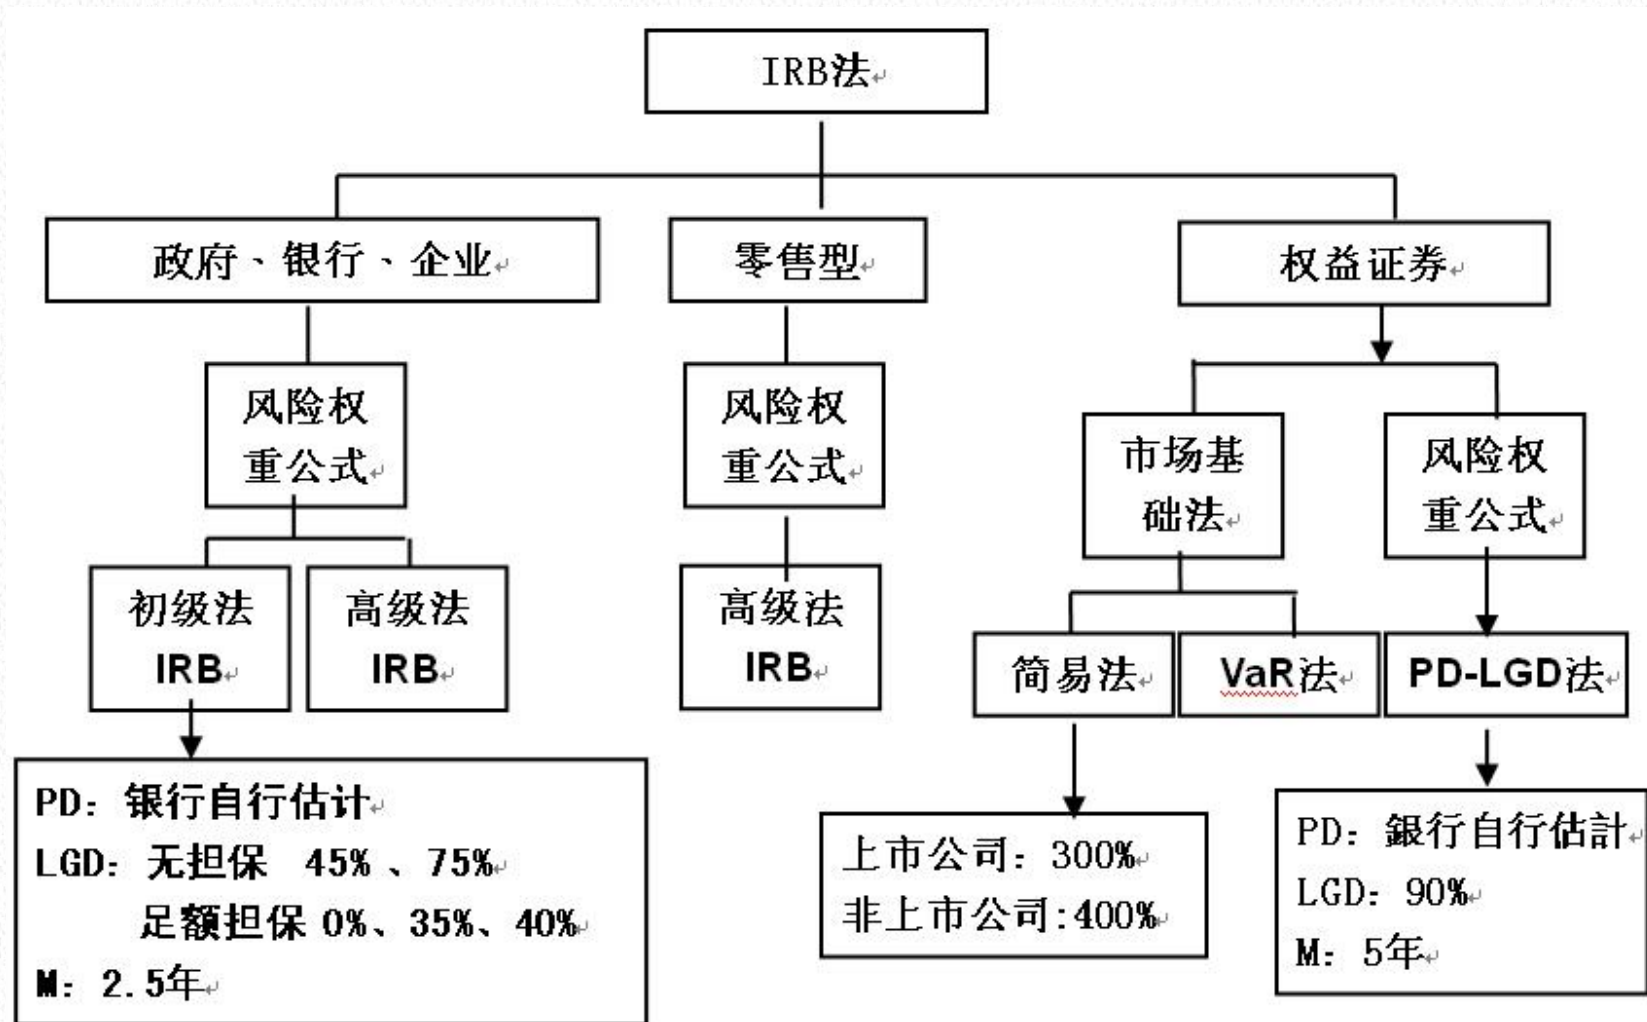 IRB法
政府、银行、企业
零售型
权益证券
风险权
重公式
风险权
重公式
市场基
础法
风险权
重公式
初级法
IRB
高级法
IRB
高级法
IRB
简易法
VaR法
PD-LGD法
PD：银行自行估计
LGD：无担保 45% 、75%
足额担保 0%、35%、40%
M：2.5年
上市公司：300%
非上市公司:400%
PD：銀行自行估計
LGD：90%
M：5年